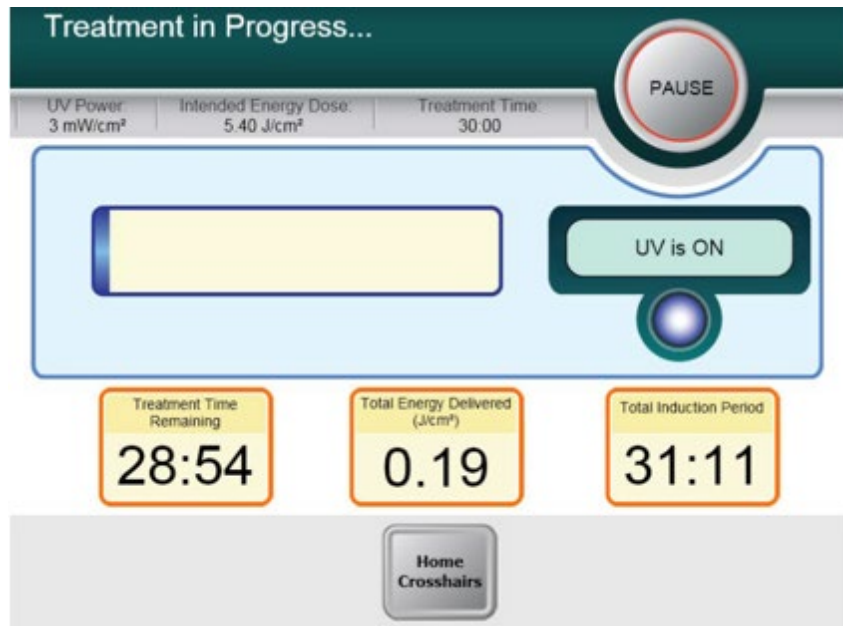 Treatment in Progress...
PAUSE
UV Power: Intended Energy Dose: Treatment Time:
3 mW/cm² 5.40 J/cm² 30:00
UV is ON
Treatment Time
Remaining
28:54
Total Energy Delivered
(J/cm²)
0.19
Total Induction Period
31:11
Home
Crosshairs